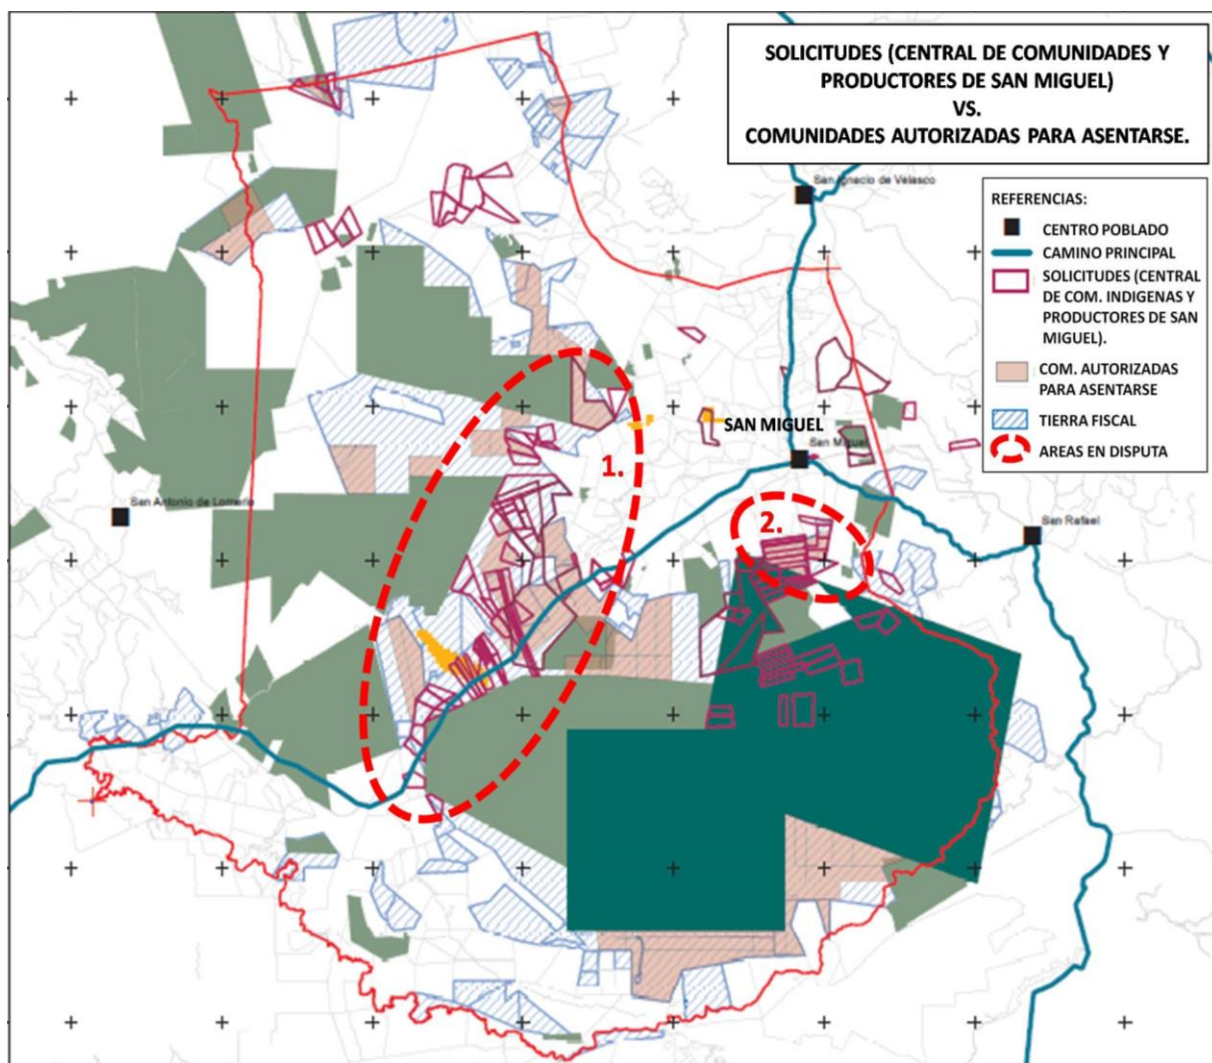 SOLICITUDES (CENTRAL DE COMUNIDADES Y
PRODUCTORES DE SAN MIGUEL)
VS.
COMUNIDADES AUTORIZADAS PARA ASENTARSE.
San Ignacio de Velasco
REFERENCIAS:
CENTRO POBLADO
CAMINO PRINCIPAL
SOLICITUDES (CENTRAL
DE COM. INDIGENAS Y
PRODUCTORES DE SAN
MIGUEL).
COM. AUTORIZADAS
PARA ASENTARSE
TIERRA FISCAL
AREAS EN DISPUTA
SAN MIGUEL
San Miguel
1.
San Antonio de Lomerio
2.
San Rafael